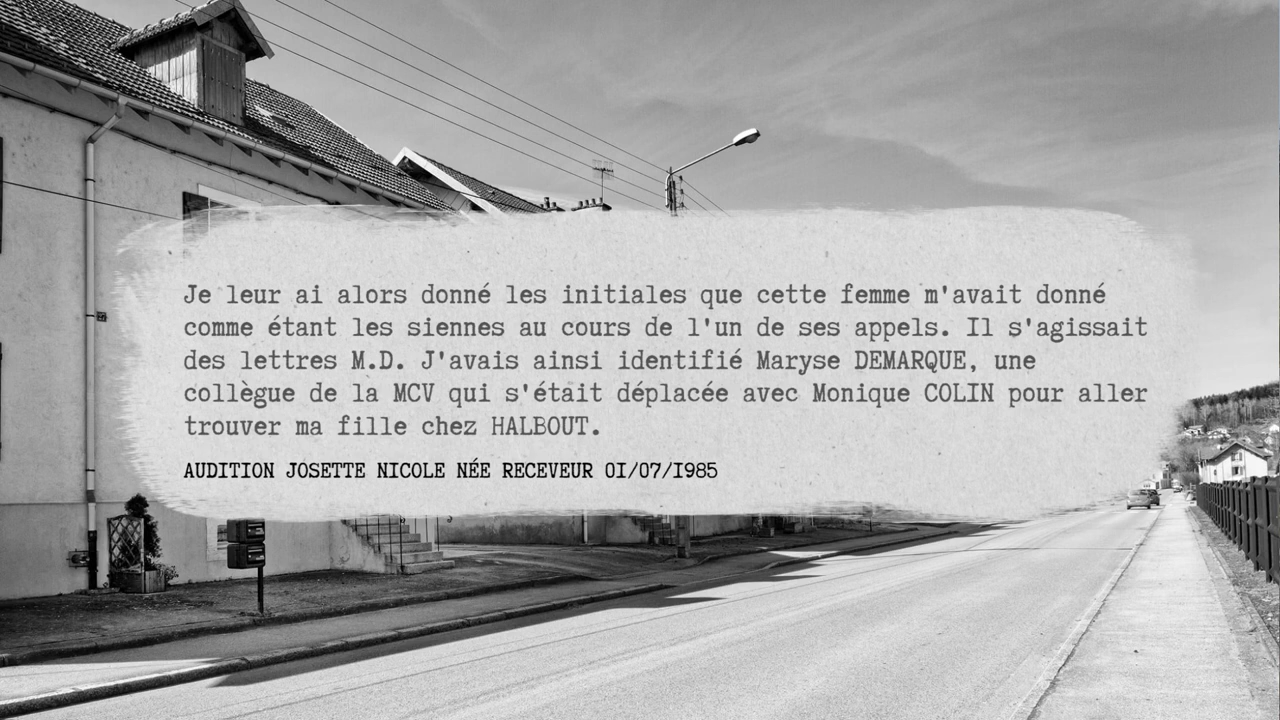 Je leur ai alors donné les initiales que cette femme m'avait donné
comme étant les siennes au cours de l'un de ses appels. Il s'agissait
des lettres M.D. J'avais ainsi identifié Maryse DEMARQUE, une
collègue de la MCV qui s'était déplacée avec Monique COLIN pour aller
trouver ma fille chez HALBOUT.
AUDITION JOSETTE NICOLE NÉE RECEVEUR 01/07/1985